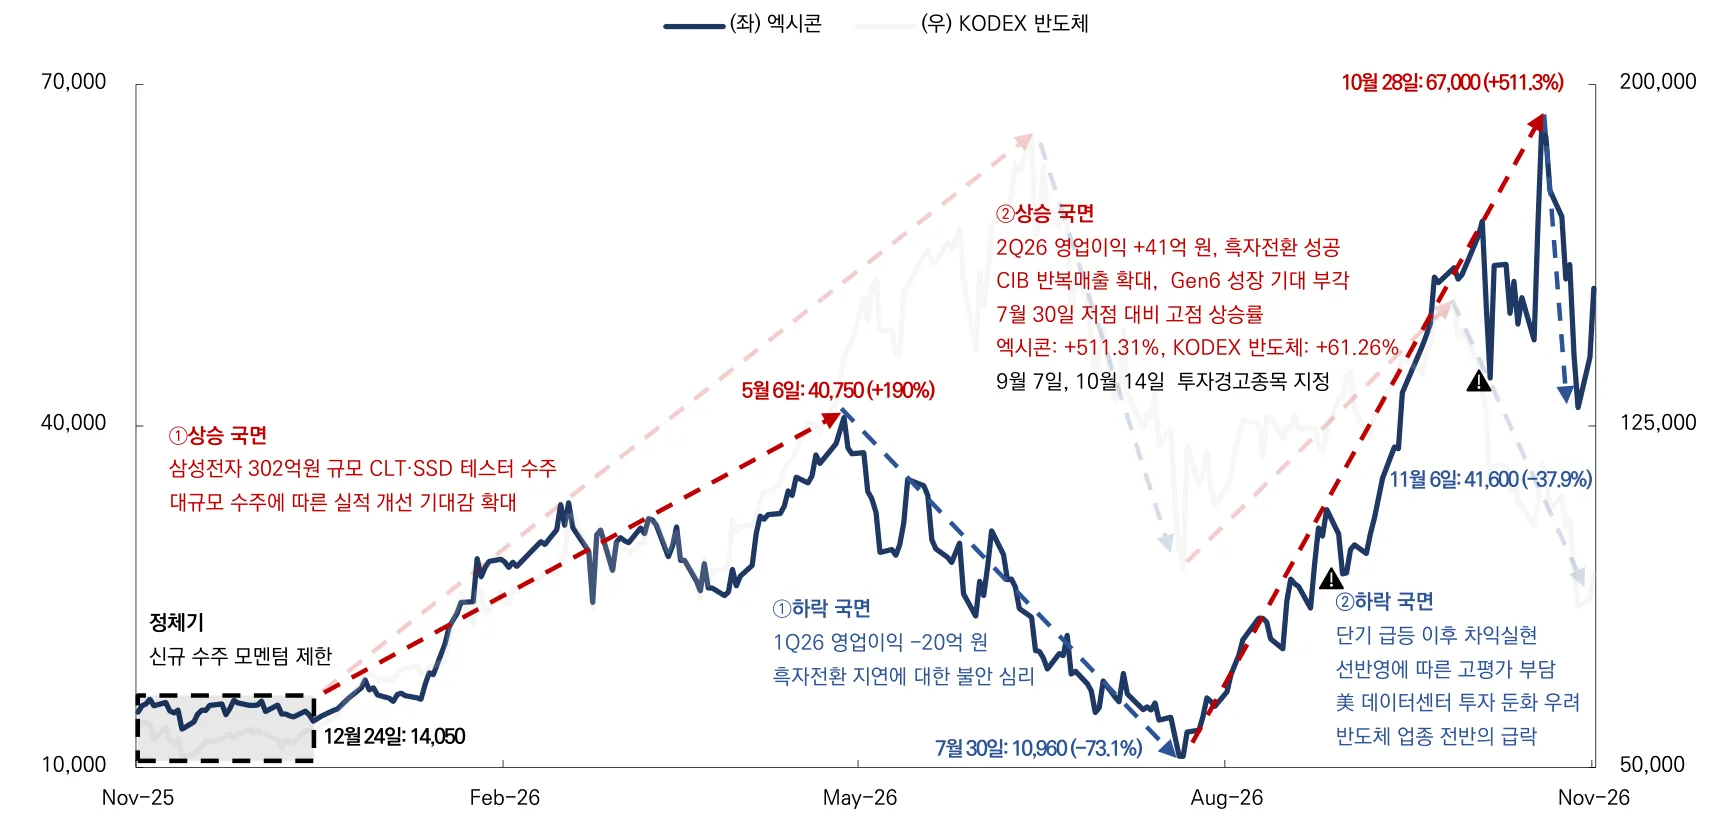 (좌) 엑시콘
(우) KODEX 반도체
70,000
40,000
10,000
200,000
125,000
50,000
10월 28일: 67,000 (+511.3%)
②상승 국면
2Q26 영업이익 +41억 원, 흑자전환 성공
CIB 반복매출 확대, Gen6 성장 기대 부각
7월 30일 저점 대비 고점 상승률
엑시콘: +511.31%, KODEX 반도체: +61.26%
9월 7일, 10월 14일 투자경고종목 지정
5월 6일: 40,750 (+190%)
①상승 국면
삼성전자 302억원 규모 CLT·SSD 테스터 수주
대규모 수주에 따른 실적 개선 기대감 확대
11월 6일: 41,600 (-37.9%)
정체기
신규 수주 모멘텀 제한
12월 24일: 14,050
①하락 국면
1Q26 영업이익 -20억 원
흑자전환 지연에 대한 불안 심리
7월 30일: 10,960 (-73.1%)
②하락 국면
단기 급등 이후 차익실현
선반영에 따른 고평가 부담
美 데이터센터 투자 둔화 우려
반도체 업종 전반의 급락
Nov-25
Feb-26
May-26
Aug-26
Nov-26